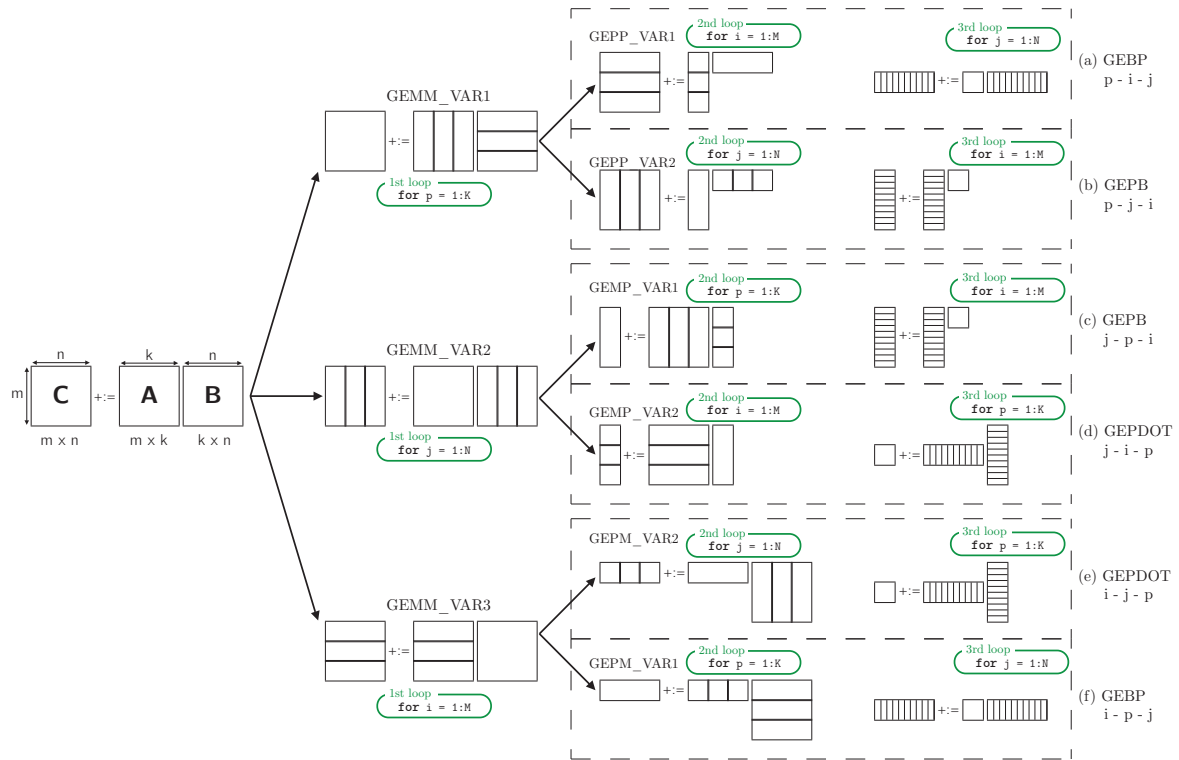 n
m
C
m x n
+:=
k
A
m x k
n
B
k x n
GEMM_VAR1
+:=
1st loop
for p = 1:K
GEMM_VAR2
+:=
1st loop
for j = 1:N
GEMM_VAR3
+:=
1st loop
for i = 1:M
GEPP_VAR1
2nd loop
for i = 1:M
+:=
3rd loop
for j = 1:N
+:=
(a) GEBP
p - i - j
GEPP_VAR2
2nd loop
for j = 1:N
+:=
3rd loop
for i = 1:M
+:=
(b) GEPB
p - j - i
GEMP_VAR1
2nd loop
for p = 1:K
+:=
3rd loop
for i = 1:M
+:=
(c) GEPB
j - p - i
GEMP_VAR2
2nd loop
for i = 1:M
+:=
3rd loop
for p = 1:K
+:=
(d) GEPDOT
j - i - p
GEPM_VAR2
2nd loop
for j = 1:N
+:=
3rd loop
for p = 1:K
+:=
(e) GEPDOT
i - j - p
GEPM_VAR1
2nd loop
for p = 1:K
+:=
3rd loop
for j = 1:N
+:=
(f) GEBP
i - p - j